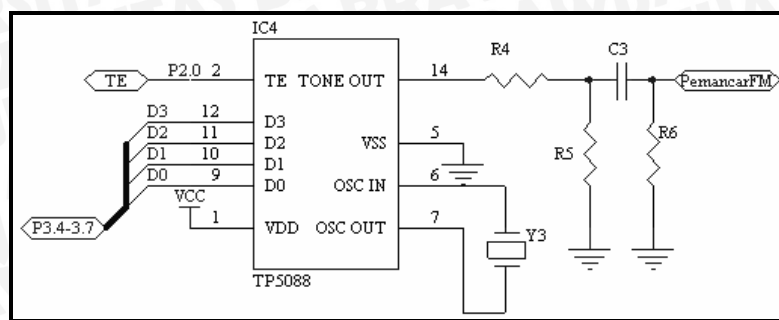 IC4
R4
C3
TE
P2.0
2
TE
TONE OUT
14
PemancarFM
D3
12
D3
D2
11
D2
VSS
5
D1
10
D1
R5
R6
D0
9
D0
OSC IN
6
VCC
P3.4-3.7
1
VDD
OSC OUT
7
Y3
TP5088